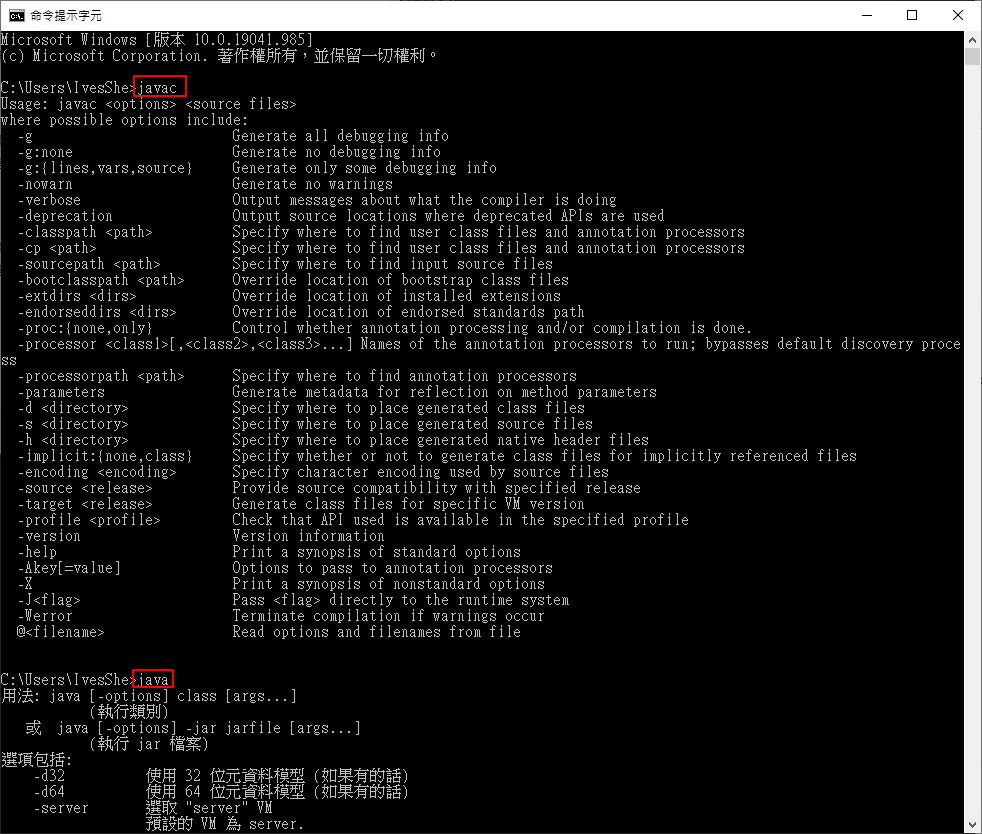 命令提示字元
Microsoft Windows [版本 10.0.19041.985]
(c) Microsoft Corporation. 著作權所有，並保留一切權利。
C:\Users\IvesShe>javac
Usage: javac <options> <source files>
where possible options include:
  -g                         Generate all debugging info
  -g:none                    Generate no debugging info
  -g:{lines,vars,source}     Generate only some debugging info
  -nowarn                    Generate no warnings
  -verbose                   Output messages about what the compiler is doing
  -deprecation               Output source locations where deprecated APIs are used
  -classpath <path>          Specify where to find user class files and annotation processors
  -cp <path>                 Specify where to find user class files and annotation processors
  -sourcepath <path>         Specify where to find input source files
  -bootclasspath <path>      Override location of bootstrap class files
  -extdirs <dirs>            Override location of installed extensions
  -endorseddirs <dirs>       Override location of endorsed standards path
  -proc:{none,only}          Control whether annotation processing and/or compilation is done.
  -processor <class1>[,<class2>,<class3>...] Names of the annotation processors to run; bypasses default discovery proce
ss
  -processorpath <path>      Specify where to find annotation processors
  -parameters                Generate metadata for reflection on method parameters
  -d <directory>             Specify where to place generated class files
  -s <directory>             Specify where to place generated source files
  -h <directory>             Specify where to place generated native header files
  -implicit:{none,class}     Specify whether or not to generate class files for implicitly referenced files
  -encoding <encoding>       Specify character encoding used by source files
  -source <release>          Provide source compatibility with specified release
  -target <release>          Generate class files for specific VM version
  -profile <profile>         Check that API used is available in the specified profile
  -version                   Version information
  -help                      Print a synopsis of standard options
  -Akey[=value]              Options to pass to annotation processors
  -X                         Print a synopsis of nonstandard options
  -J<flag>                   Pass <flag> directly to the runtime system
  -Werror                    Terminate compilation if warnings occur
  @<filename>                Read options and filenames from file
C:\Users\IvesShe>java
用法: java [-options] class [args...]
           (執行類別)
   或  java [-options] -jar jarfile [args...]
           (執行 jar 檔案)
選項包括:
    -d32          使用 32 位元資料模型 (如果有的話)
    -d64          使用 64 位元資料模型 (如果有的話)
    -server       選取 "server" VM
                  預設的 VM 為 server.